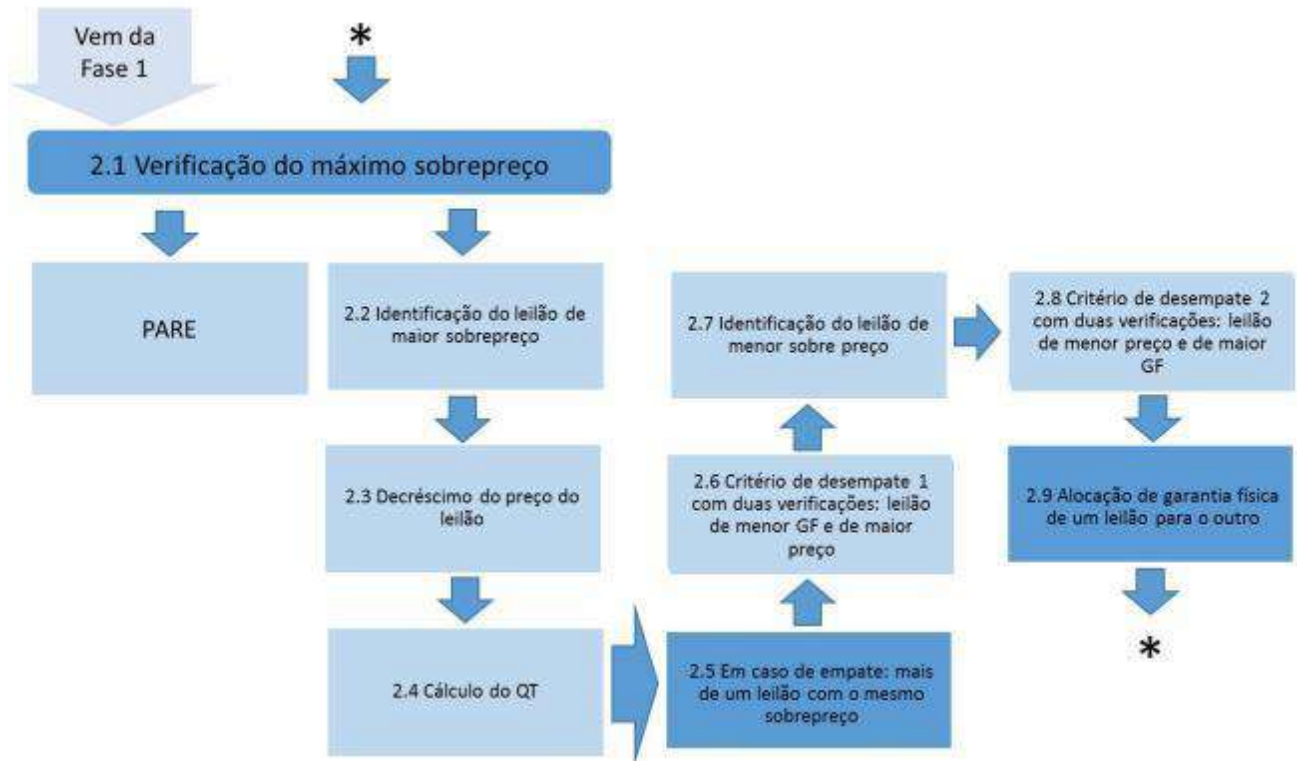 Vem da
Fase 1
*
2.1 Verificação do máximo sobrepreço
PARE
2.2 Identificação do leilão de
maior sobrepreço
2.3 Decréscimo do preço do
leilão
2.4 Cálculo do QT
2.5 Em caso de empate: mais
de um leilão com o mesmo
sobrepreço
2.6 Critério de desempate 1
com duas verificações: leilão
de menor GF e de maior
preço
2.7 Identificação do leilão de
menor sobre preço
2.8 Critério de desempate 2
com duas verificações: leilão
de menor preço e de maior
GF
2.9 Alocação de garantia física
de um leilão para o outro
*